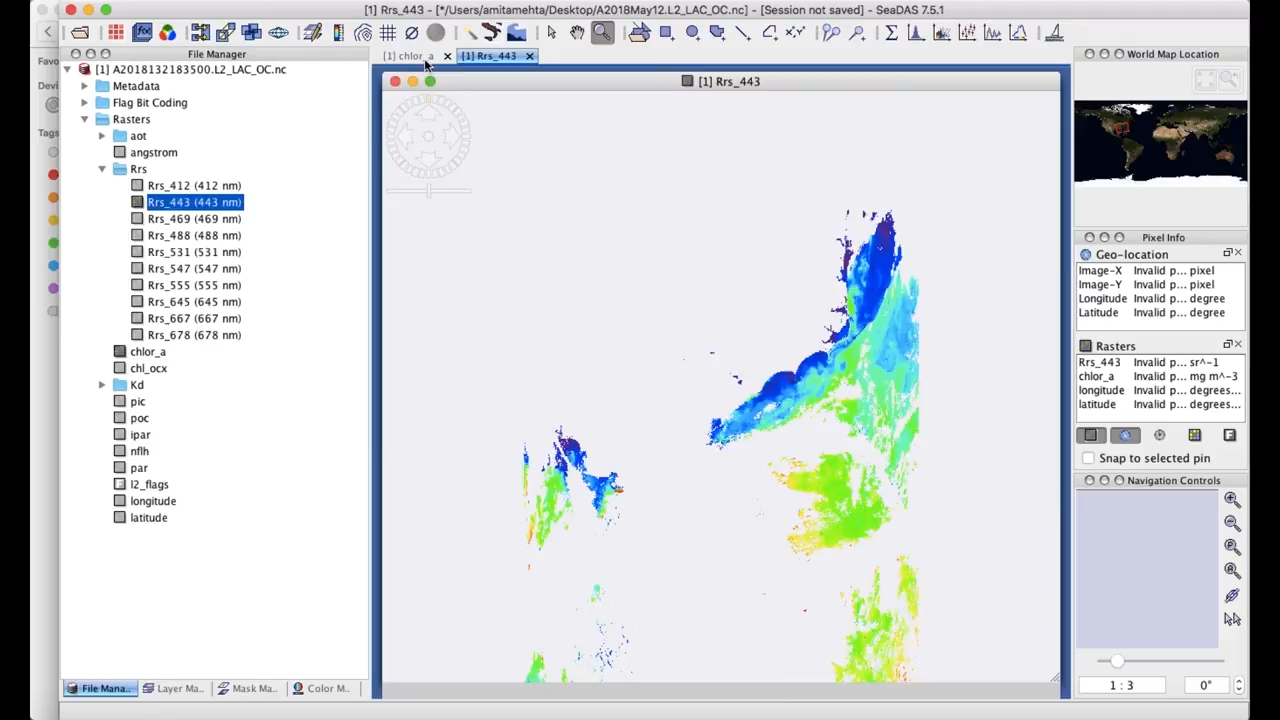 [1] Rrs_443 - [*/Users/amitamehta/Desktop/A2018May12.L2_LAC_OC.nc] - [Session not saved] - SeaDAS 7.5.1
File Manager
[1] chlor_a
[1] Rrs_443
World Map Location
Favo
Devi
Tags
[1] A2018132183500.L2_LAC_OC.nc
Metadata
Flag Bit Coding
Rasters
aot
angstrom
Rrs
Rrs_412 (412 nm)
Rrs_443 (443 nm)
Rrs_469 (469 nm)
Rrs_488 (488 nm)
Rrs_531 (531 nm)
Rrs_547 (547 nm)
Rrs_555 (555 nm)
Rrs_645 (645 nm)
Rrs_667 (667 nm)
Rrs_678 (678 nm)
chlor_a
chl_ocx
Kd
pic
poc
ipar
nflh
par
l2_flags
longitude
latitude
File Mana...
Layer Ma...
Mask Ma...
Color M...
[1] Rrs_443
Pixel Info
Geo-location
Image-X Invalid p... pixel
Image-Y Invalid p... pixel
Longitude Invalid p... degree
Latitude Invalid p... degree
Rasters
Rrs_443 Invalid p... sr^-1
chlor_a Invalid p... mg m^-3
longitude Invalid p... degrees...
latitude Invalid p... degrees...
Snap to selected pin
Navigation Controls
1 : 3
0°